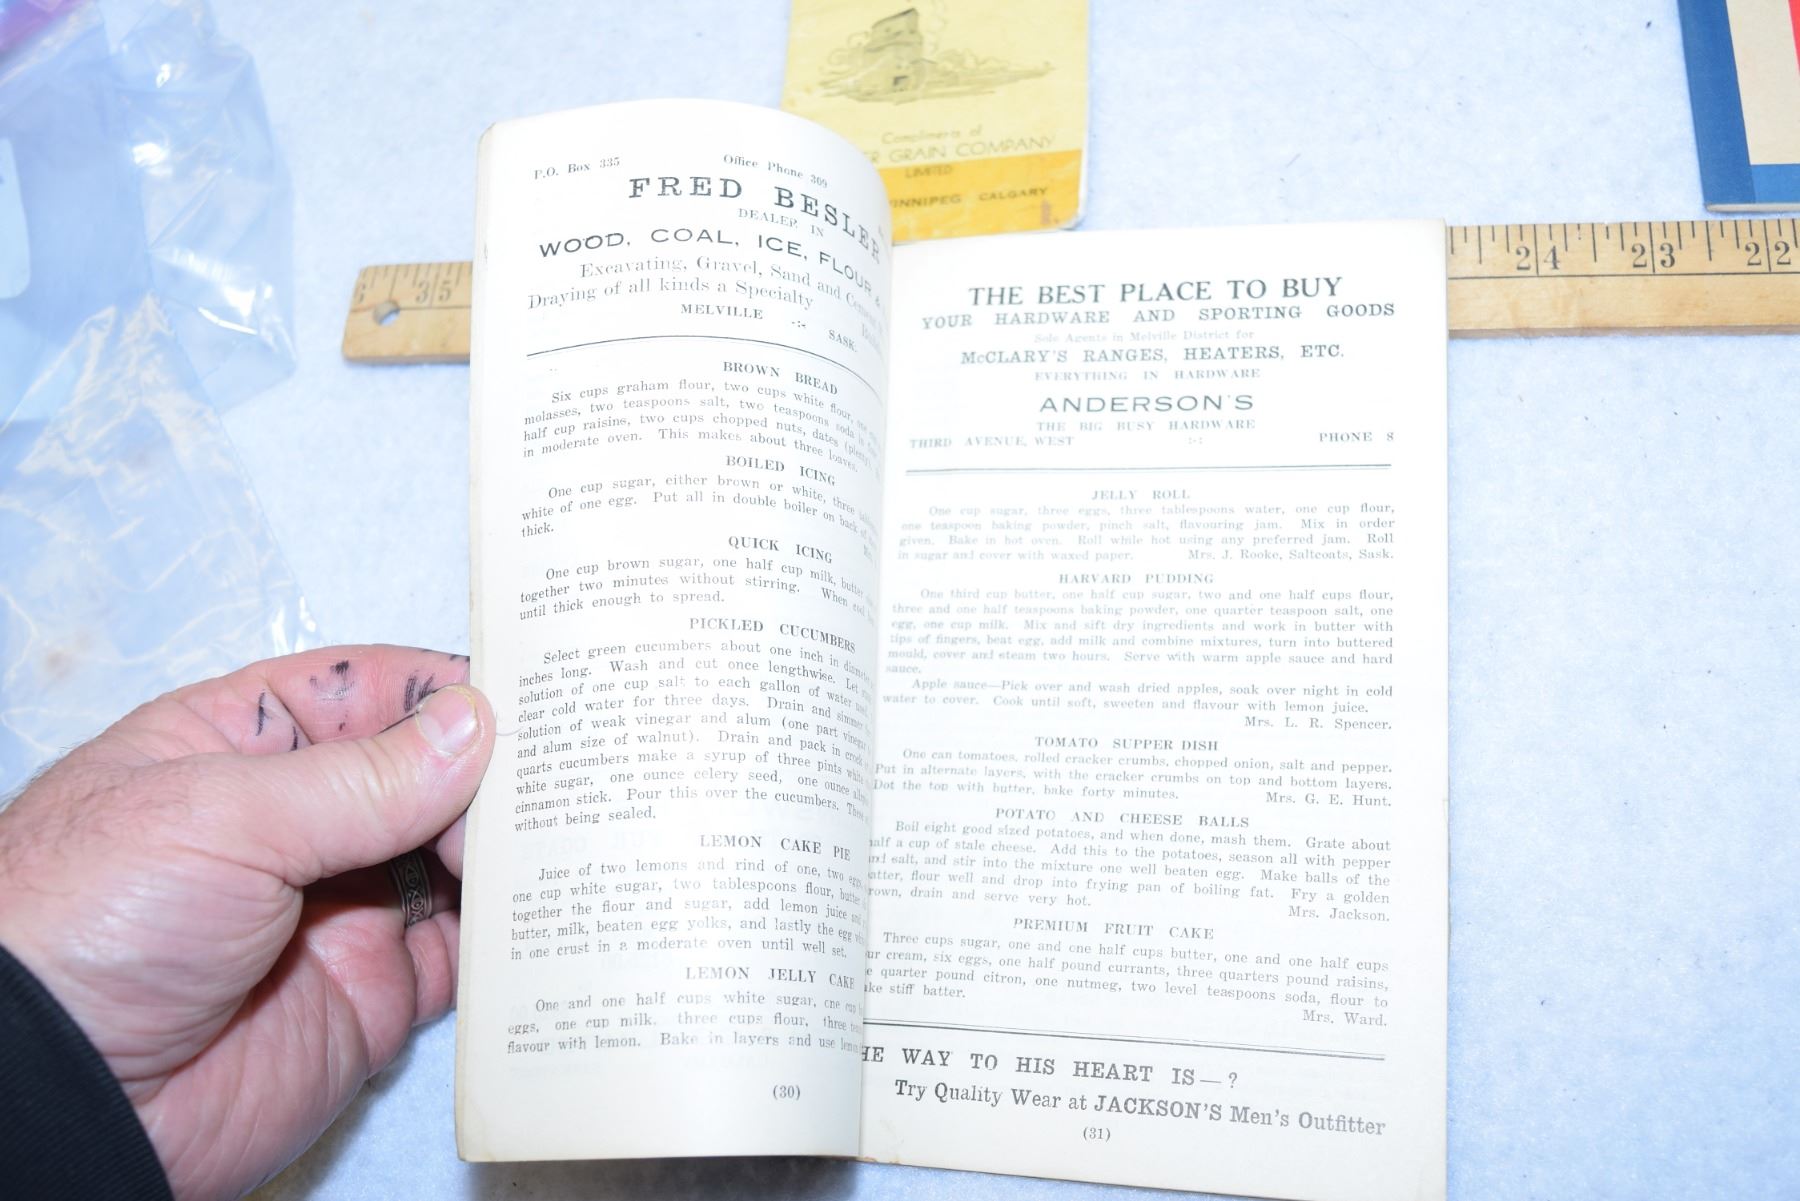 Compliments of
GRAIN COMPANY
LIMITED
WINNIPEG CALGARY
35
24
23
22
P.O. Box 335 Office Phone 309
FRED BESLER
DEALER IN
WOOD, COAL, ICE, FLOUR &
Excavating, Gravel, Sand and Cement
Draying of all kinds a Specialty
MELVILLE -:- SASK.
BROWN BREAD
Six cups graham flour, two cups white flour, one
molasses, two teaspoons salt, two teaspoons soda in
half cup raisins, two cups chopped nuts, dates (plenty).
in moderate oven. This makes about three loaves.
BOILED ICING
One cup sugar, either brown or white, three
white of one egg. Put all in double boiler on back of
thick.
QUICK ICING
One cup brown sugar, one half cup milk, butter
together two minutes without stirring. When cool
until thick enough to spread.
PICKLED CUCUMBERS
Select green cucumbers about one inch in
inches long. Wash and cut once lengthwise. Let
solution of one cup salt to each gallon of water
clear cold water for three days. Drain and simmer
solution of weak vinegar and alum (one part vinegar
and alum size of walnut). Drain and pack in
quarts cucumbers make a syrup of three pints
white sugar, one ounce celery seed, one ounce
cinnamon stick. Pour this over the cucumbers. These
without being sealed.
LEMON CAKE PIE
Juice of two lemons and rind of one, two
one cup white sugar, two tablespoons flour, butter
together the flour and sugar, add lemon juice and
butter, milk, beaten egg yolks, and lastly the egg
in one crust in a moderate oven until well set.
LEMON JELLY CAKE
One and one half cups white sugar, one cup
eggs, one cup milk, three cups flour, three
flavour with lemon. Bake in layers and use
(30)
THE BEST PLACE TO BUY
YOUR HARDWARE AND SPORTING GOODS
Sole Agents in Melville District for
McCLARY'S RANGES, HEATERS, ETC.
EVERYTHING IN HARDWARE
ANDERSON'S
THE BIG BUSY HARDWARE
THIRD AVENUE, WEST :-: PHONE 8
JELLY ROLL
One cup sugar, three eggs, three tablespoons water, one cup flour,
one teaspoon baking powder, pinch salt, flavouring jam. Mix in order
given. Bake in hot oven. Roll while hot using any preferred jam. Roll
in sugar and cover with waxed paper. Mrs. J. Rooke, Saltcoats, Sask.
HARVARD PUDDING
One third cup butter, one half cup sugar, two and one half cups flour,
three and one half teaspoons baking powder, one quarter teaspoon salt, one
egg, one cup milk. Mix and sift dry ingredients and work in butter with
tips of fingers, beat egg, add milk and combine mixtures, turn into buttered
mould, cover and steam two hours. Serve with warm apple sauce and hard
sauce.
Apple sauce—Pick over and wash dried apples, soak over night in cold
water to cover. Cook until soft, sweeten and flavour with lemon juice.
Mrs. L. R. Spencer.
TOMATO SUPPER DISH
One can tomatoes, rolled cracker crumbs, chopped onion, salt and pepper.
Put in alternate layers, with the cracker crumbs on top and bottom layers.
Dot the top with butter, bake forty minutes. Mrs. G. E. Hunt.
POTATO AND CHEESE BALLS
Boil eight good sized potatoes, and when done, mash them. Grate about
half a cup of stale cheese. Add this to the potatoes, season all with pepper
and salt, and stir into the mixture one well beaten egg. Make balls of the
atter, flour well and drop into frying pan of boiling fat. Fry a golden
rown, drain and serve very hot. Mrs. Jackson.
PREMIUM FRUIT CAKE
Three cups sugar, one and one half cups butter, one and one half cups
ur cream, six eggs, one half pound currants, three quarters pound raisins,
e quarter pound citron, one nutmeg, two level teaspoons soda, flour to
ake stiff batter.
Mrs. Ward.
HE WAY TO HIS HEART IS—?
Try Quality Wear at JACKSON'S Men's Outfitter
(31)